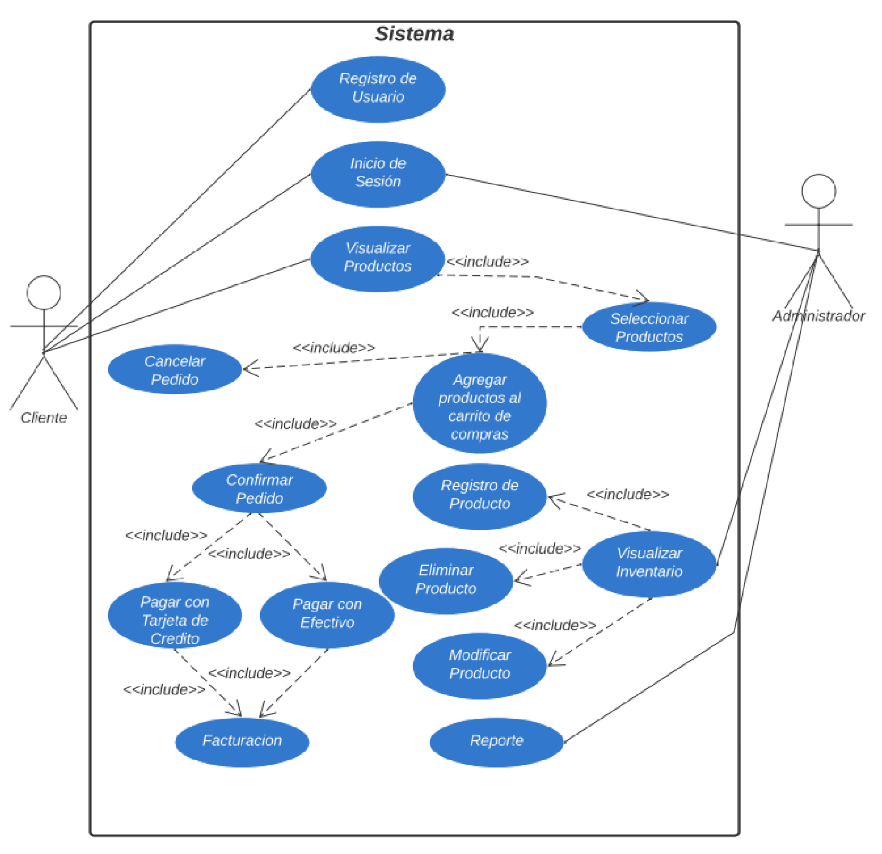 Sistema
Registro de
Usuario
Inicio de
Sesión
Visualizar
Productos
<<include>>
Seleccionar
Productos
<<include>>
Administrador
<<include>>
Cancelar
Pedido
Agregar
productos al
carrito de
compras
Cliente
<<include>>
Confirmar
Pedido
Registro de
Producto
<<include>>
<<include>>
<<include>>
<<include>>
Visualizar
Inventario
Eliminar
Producto
Pagar con
Tarjeta de
Credito
Pagar con
Efectivo
<<include>>
Modificar
Producto
<<include>>
<<include>>
Facturacion
Reporte